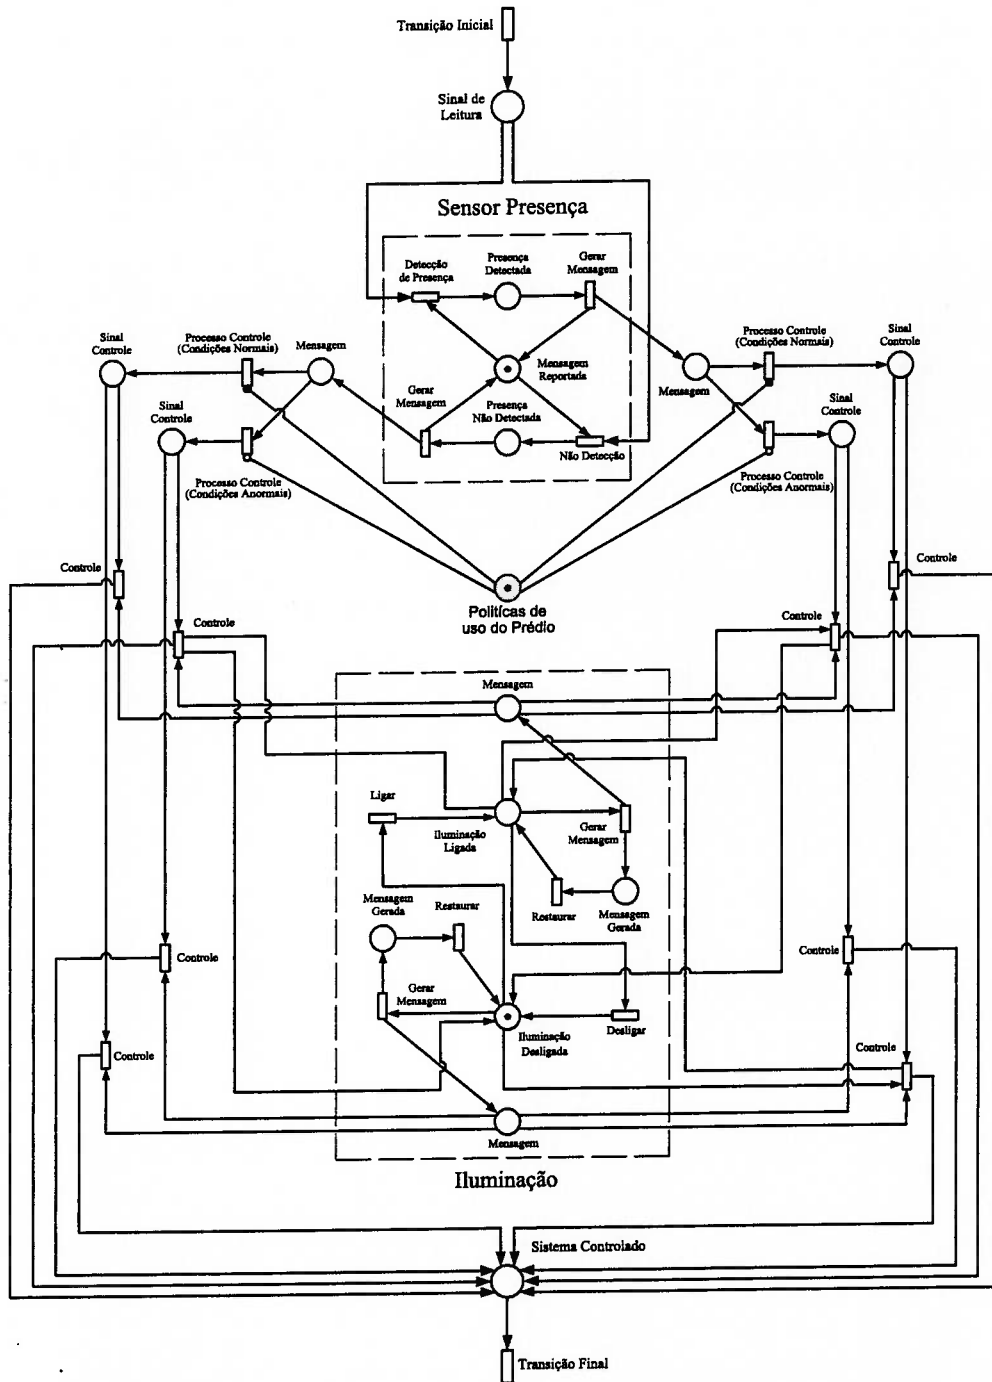 Transição Inicial
Sinal de
Leitura
Sensor Presença
Detecção
de Presença
Presença
Detectada
Gerar
Mensagem
Sinal
Controle
Processo Controle
(Condições Normais)
Mensagem
Mensagem
Reportada
Mensagem
Processo Controle
(Condições Normais)
Sinal
Controle
Sinal
Controle
Gerar
Mensagem
Presença
Não Detectada
Não Detecção
Sinal
Controle
Processo Controle
(Condições Anormais)
Processo Controle
(Condições Anormais)
Controle
Controle
Políticas de
uso do Prédio
Controle
Controle
Mensagem
Ligar
Iluminação
Ligada
Gerar
Mensagem
Mensagem
Gerada
Restaurar
Restaurar
Mensagem
Gerada
Controle
Controle
Gerar
Mensagem
Iluminação
Desligada
Desligar
Controle
Controle
Mensagem
Iluminação
Sistema Controlado
Transição Final